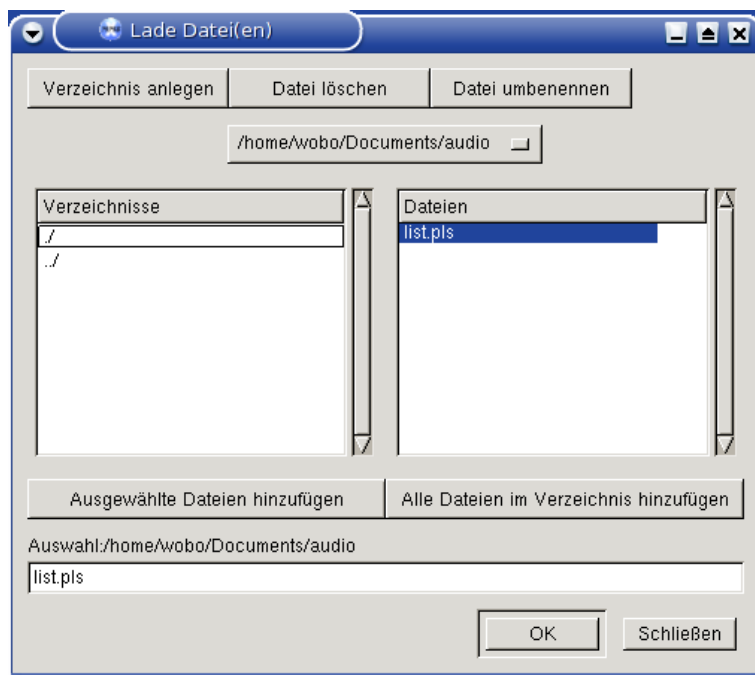 Lade Datei(en)
Verzeichnis anlegen Datei löschen Datei umbenennen
/home/wobo/Documents/audio
Verzeichnisse
./
../
Dateien
list.pls
Ausgewählte Dateien hinzufügen Alle Dateien im Verzeichnis hinzufügen
Auswahl:/home/wobo/Documents/audio
list.pls
OK Schließen